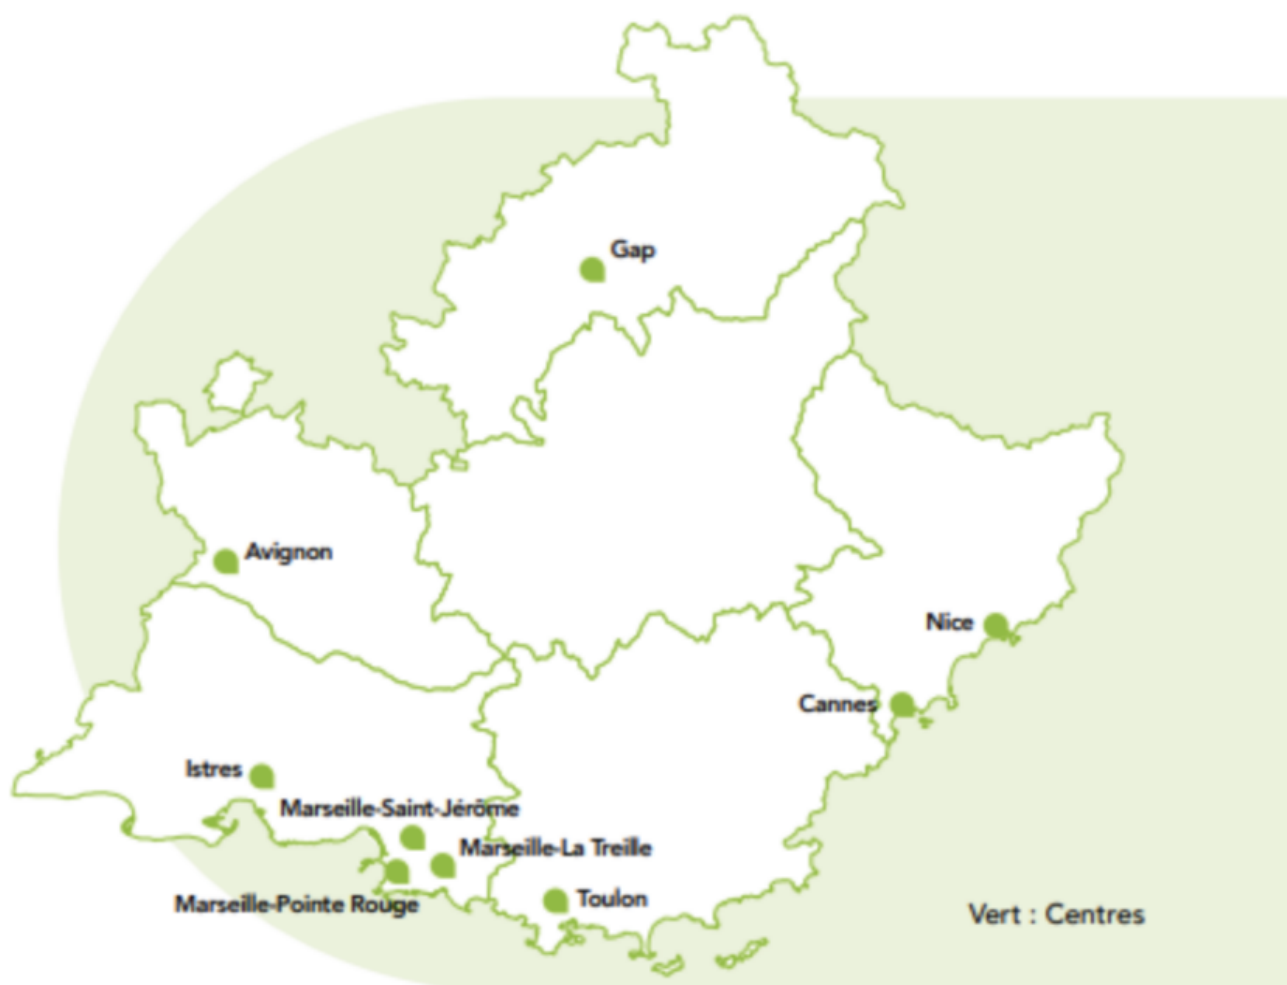 Gap
Avignon
Nice
Cannes
Istres
Marseille-Saint-Jérôme
Marseille-La Treille
Marseille-Pointe Rouge
Toulon
Vert : Centres